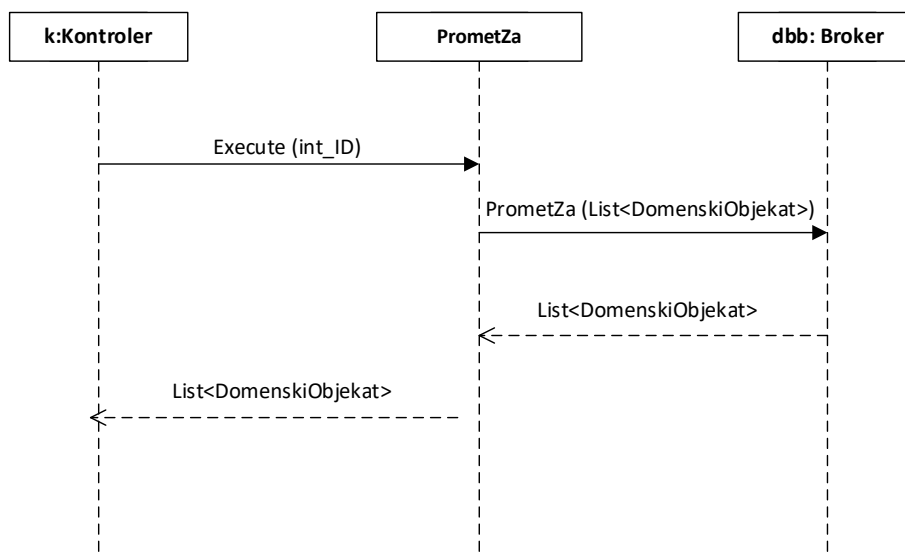 k:Kontroler
PrometZa
dbb: Broker
Execute (int_ID)
PrometZa (List<DomenskiObjekat>)
List<DomenskiObjekat>
List<DomenskiObjekat>